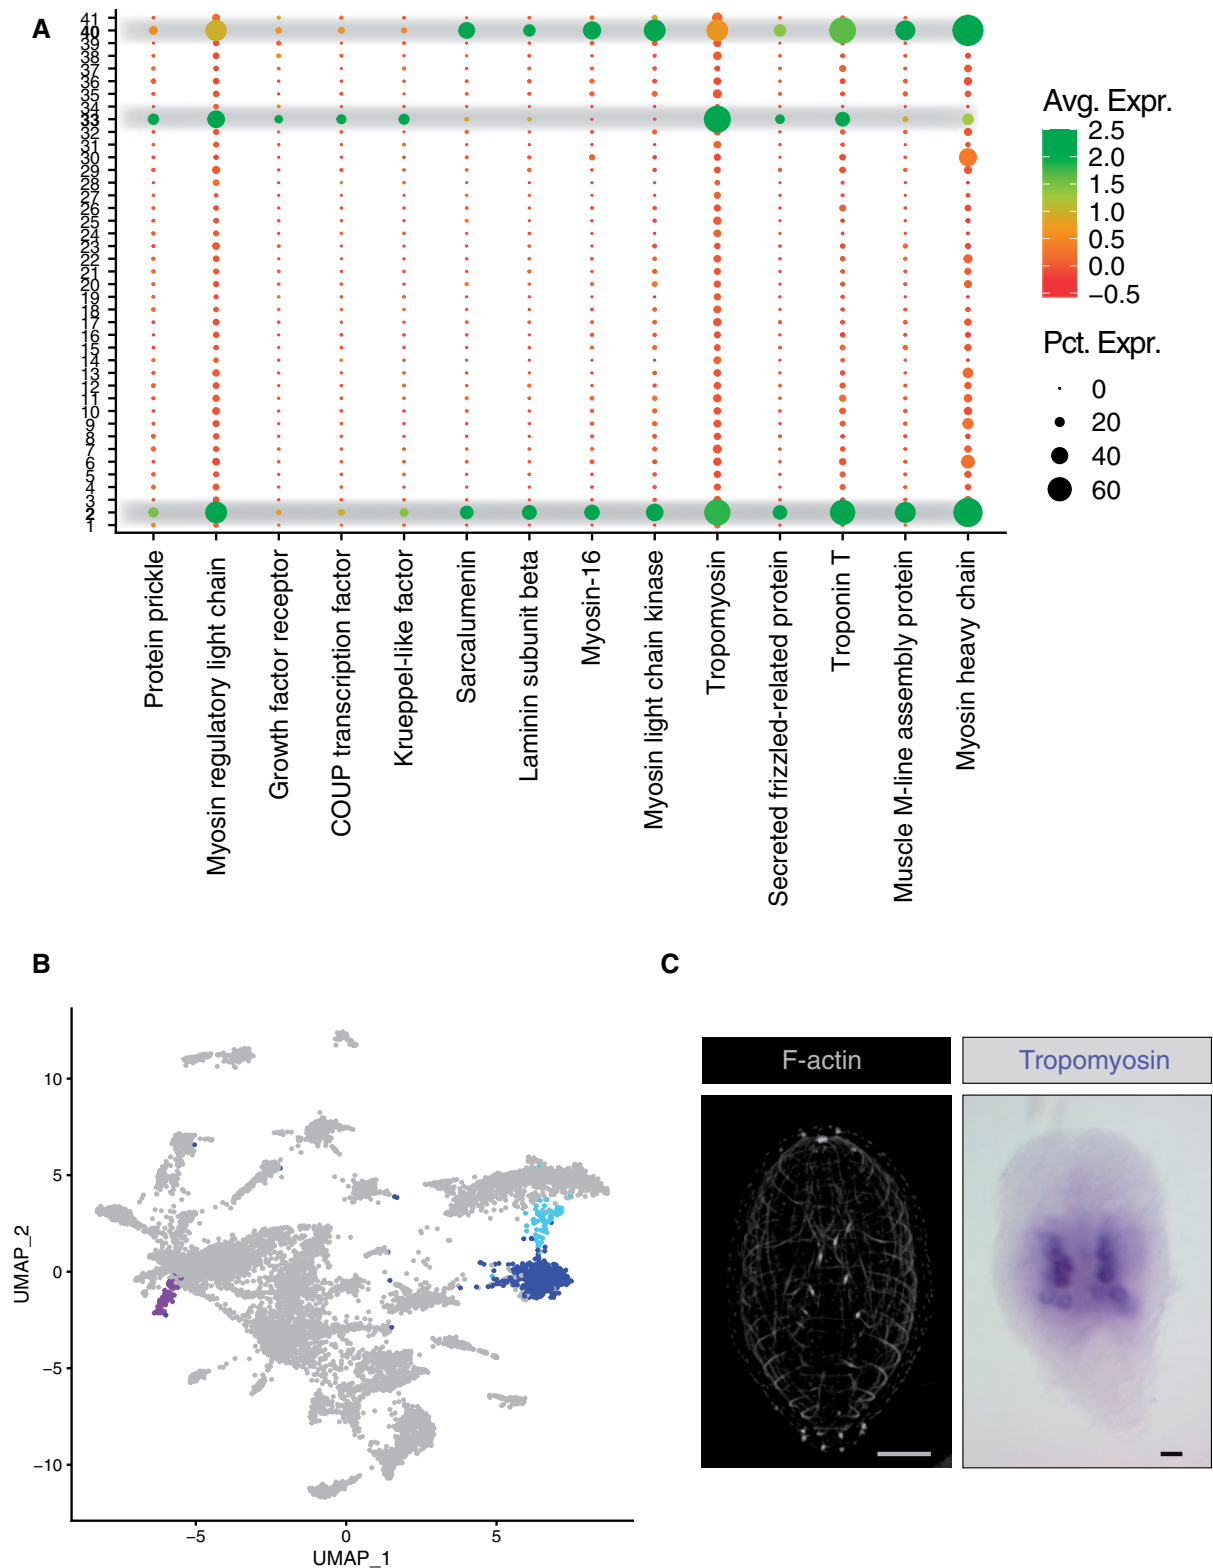 A
41
40
39
38
37
36
35
34
33
32
31
30
29
28
27
26
25
24
23
22
21
20
19
18
17
16
15
14
13
12
11
10
9
8
7
6
5
4
3
2
1
Protein prickle
Myosin regulatory light chain
Growth factor receptor
COUP transcription factor
Krueppel-like factor
Sarcalumenin
Laminin subunit beta
Myosin-16
Myosin light chain kinase
Tropomyosin
Secreted frizzled-related protein
Troponin T
Muscle M-line assembly protein
Myosin heavy chain
Avg. Expr.
2.5
2.0
1.5
1.0
0.5
0.0
−0.5
Pct. Expr.
0
20
40
60
B
10
5
0
−5
−10
UMAP_2
−5 0 5
UMAP_1
C
F-actin
Tropomyosin